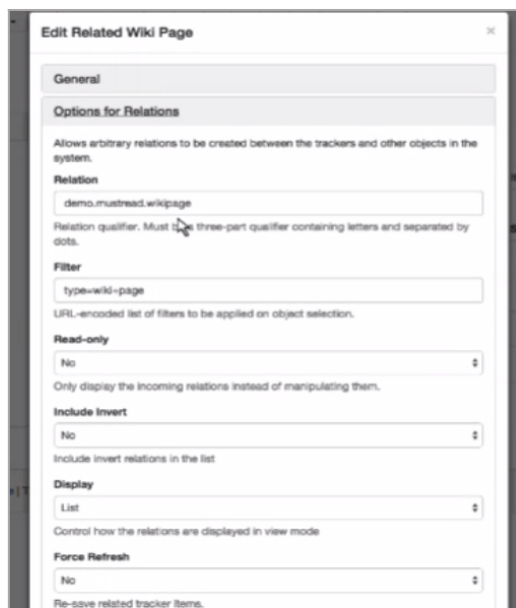 Edit Related Wiki Page
×
General
Options for Relations
Allows arbitrary relations to be created between the trackers and other objects in the
system.
Relation
demo.mustread.wikipage
Relation qualifier. Must three-part qualifier containing letters and separated by
dots.
Filter
type=wiki-page
URL-encoded list of filters to be applied on object selection.
Read-only
No
Only display the incoming relations instead of manipulating them.
Include Invert
No
Include invert relations in the list
Display
List
Control how the relations are displayed in view mode
Force Refresh
No
Re-save related tracker items.